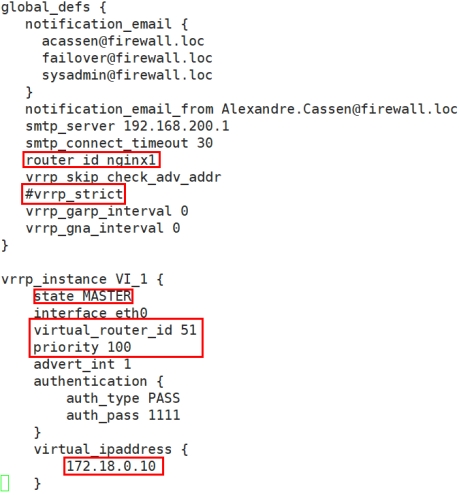 global_defs {
   notification_email {
     acassen@firewall.loc
     failover@firewall.loc
     sysadmin@firewall.loc
   }
   notification_email_from Alexandre.Cassen@firewall.loc
   smtp_server 192.168.200.1
   smtp_connect_timeout 30
   router_id nginx1
   vrrp_skip_check_adv_addr
   #vrrp_strict
   vrrp_garp_interval 0
   vrrp_gna_interval 0
}

vrrp_instance VI_1 {
    state MASTER
    interface eth0
    virtual_router_id 51
    priority 100
    advert_int 1
    authentication {
        auth_type PASS
        auth_pass 1111
    }
    virtual_ipaddress {
        172.18.0.10
    }